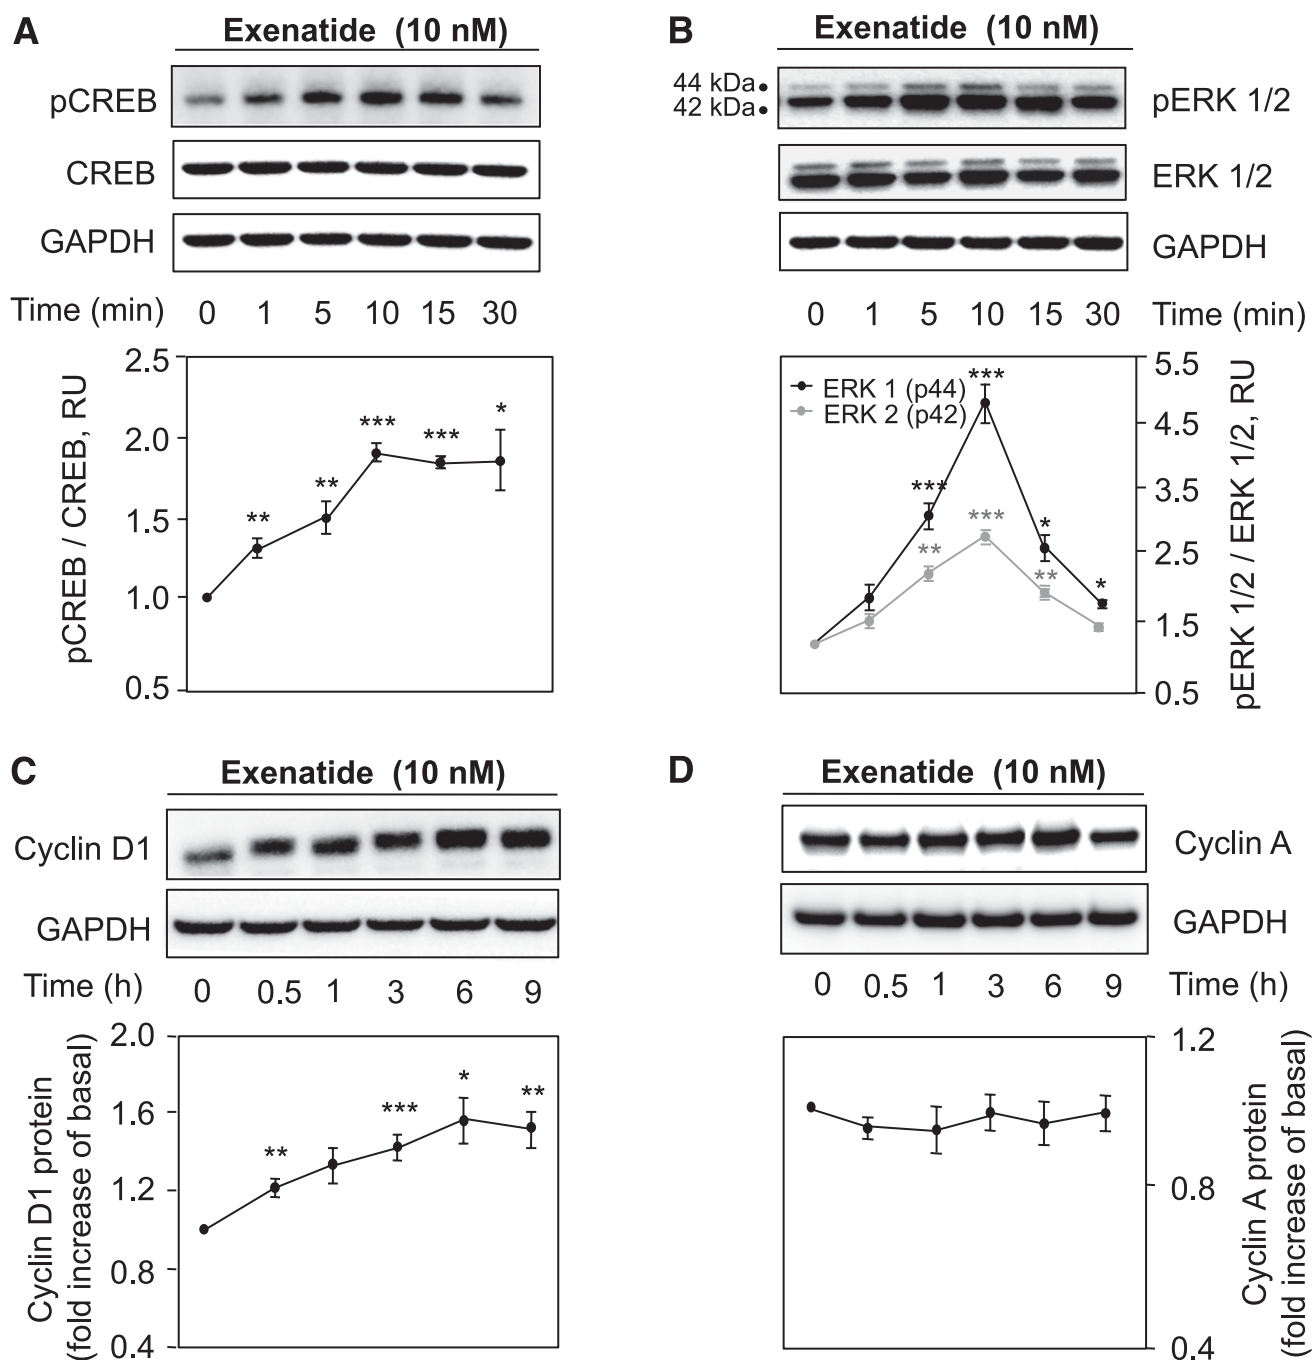 A
Exenatide (10 nM)
pCREB
CREB
GAPDH
Time (min)
0 1 5 10 15 30
2.5
2.0
1.5
1.0
0.5
pCREB / CREB, RU
**
**
***
***
*
B
Exenatide (10 nM)
44 kDa
42 kDa
pERK 1/2
ERK 1/2
GAPDH
0 1 5 10 15 30
Time (min)
ERK 1 (p44)
ERK 2 (p42)
***
***
*
*
**
***
**
5.5
4.5
3.5
2.5
1.5
0.5
pERK 1/2 / ERK 1/2, RU
C
Exenatide (10 nM)
Cyclin D1
GAPDH
Time (h)
0 0.5 1 3 6 9
2.0
1.6
1.2
0.8
0.4
Cyclin D1 protein
(fold increase of basal)
**
***
*
**
D
Exenatide (10 nM)
Cyclin A
GAPDH
0 0.5 1 3 6 9
Time (h)
1.2
0.8
0.4
Cyclin A protein
(fold increase of basal)